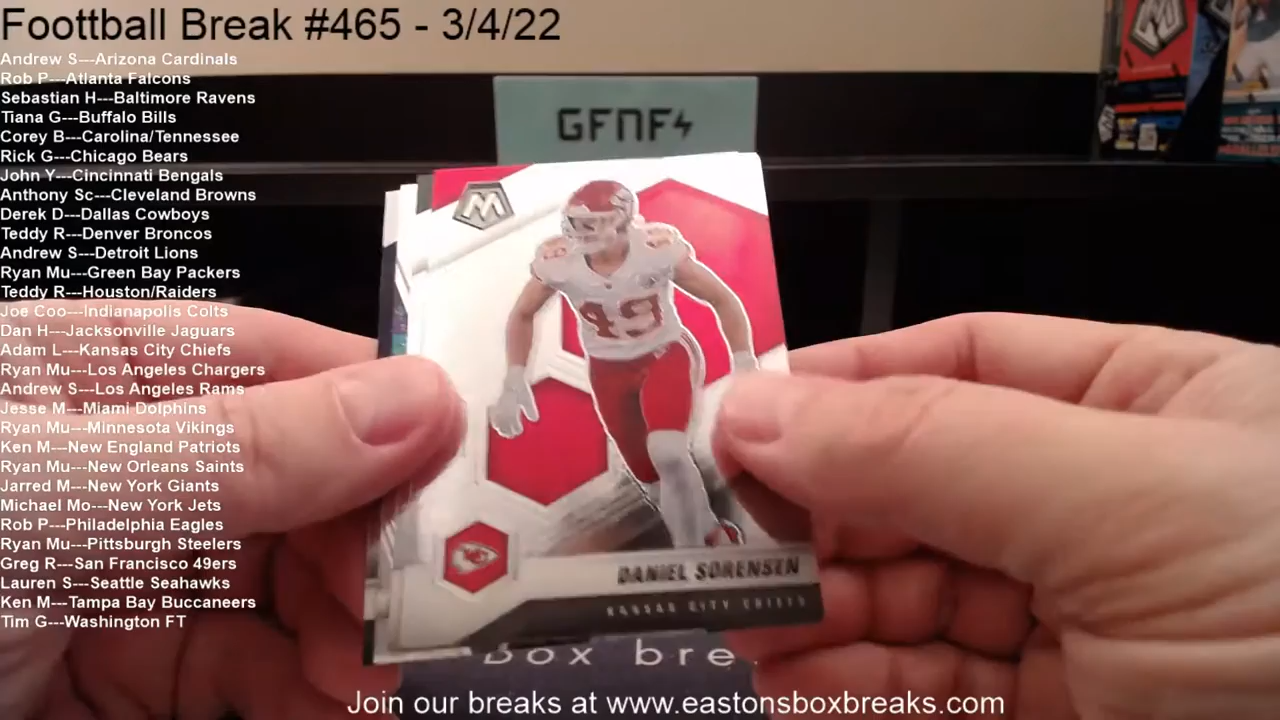 Foottball Break #465 - 3/4/22
Andrew S---Arizona Cardinals
Rob P---Atlanta Falcons
Sebastian H---Baltimore Ravens
Tiana G---Buffalo Bills
Corey B---Carolina/Tennessee
Rick G---Chicago Bears
John Y---Cincinnati Bengals
Anthony Sc---Cleveland Browns
Derek D---Dallas Cowboys
Teddy R---Denver Broncos
Andrew S---Detroit Lions
Ryan Mu---Green Bay Packers
Teddy R---Houston/Raiders
Joe Coo---Indianapolis Colts
Dan H---Jacksonville Jaguars
Adam L---Kansas City Chiefs
Ryan Mu---Los Angeles Chargers
Andrew S---Los Angeles Rams
Jesse M---Miami Dolphins
Ryan Mu---Minnesota Vikings
Ken M---New England Patriots
Ryan Mu---New Orleans Saints
Jarred M---New York Giants
Michael Mo---New York Jets
Rob P---Philadelphia Eagles
Ryan Mu---Pittsburgh Steelers
Greg R---San Francisco 49ers
Lauren S---Seattle Seahawks
Ken M---Tampa Bay Buccaneers
Tim G---Washington FT
GFNF
M
49
DANIEL SORENSEN
KANSAS CITY CHIEFS
Box bre
Join our breaks at www.eastonsboxbreaks.com